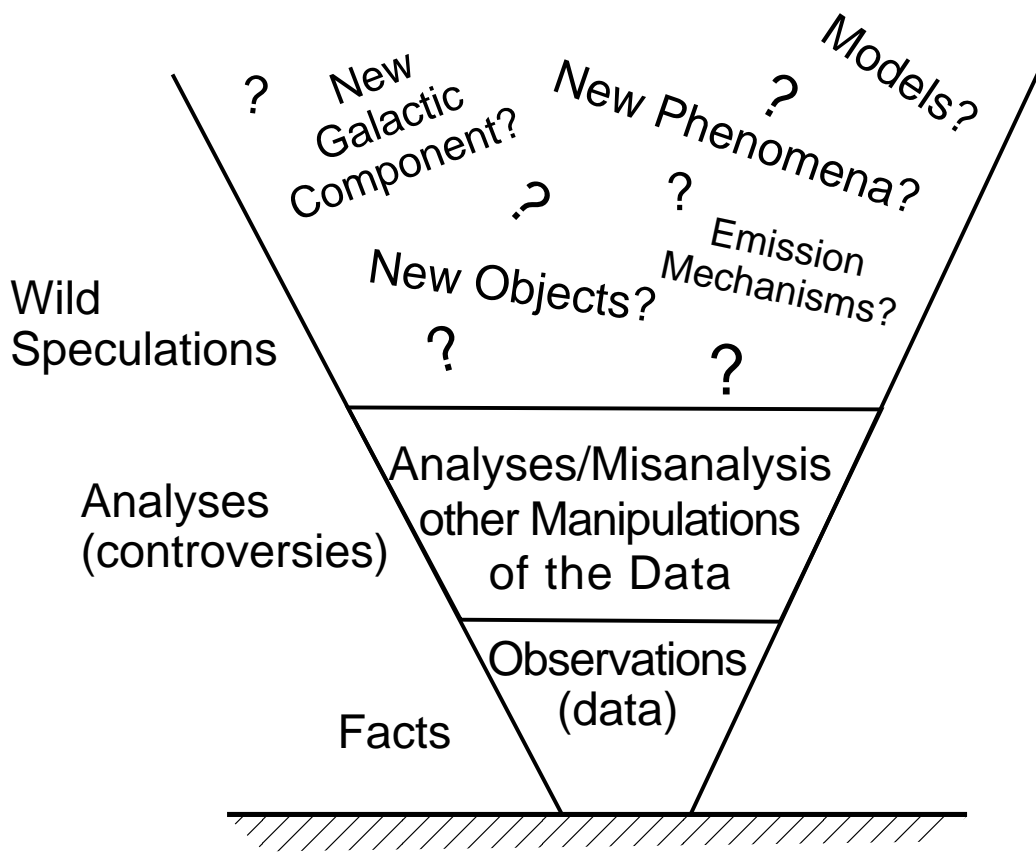 Models?
?
New
Galactic
Component?
?
New Phenomena?
?
?
Emission
Mechanisms?
New Objects?
Wild
Speculations
?
?
Analyses
(controversies)
Analyses/Misanalysis
other Manipulations
of the Data
Observations
(data)
Facts